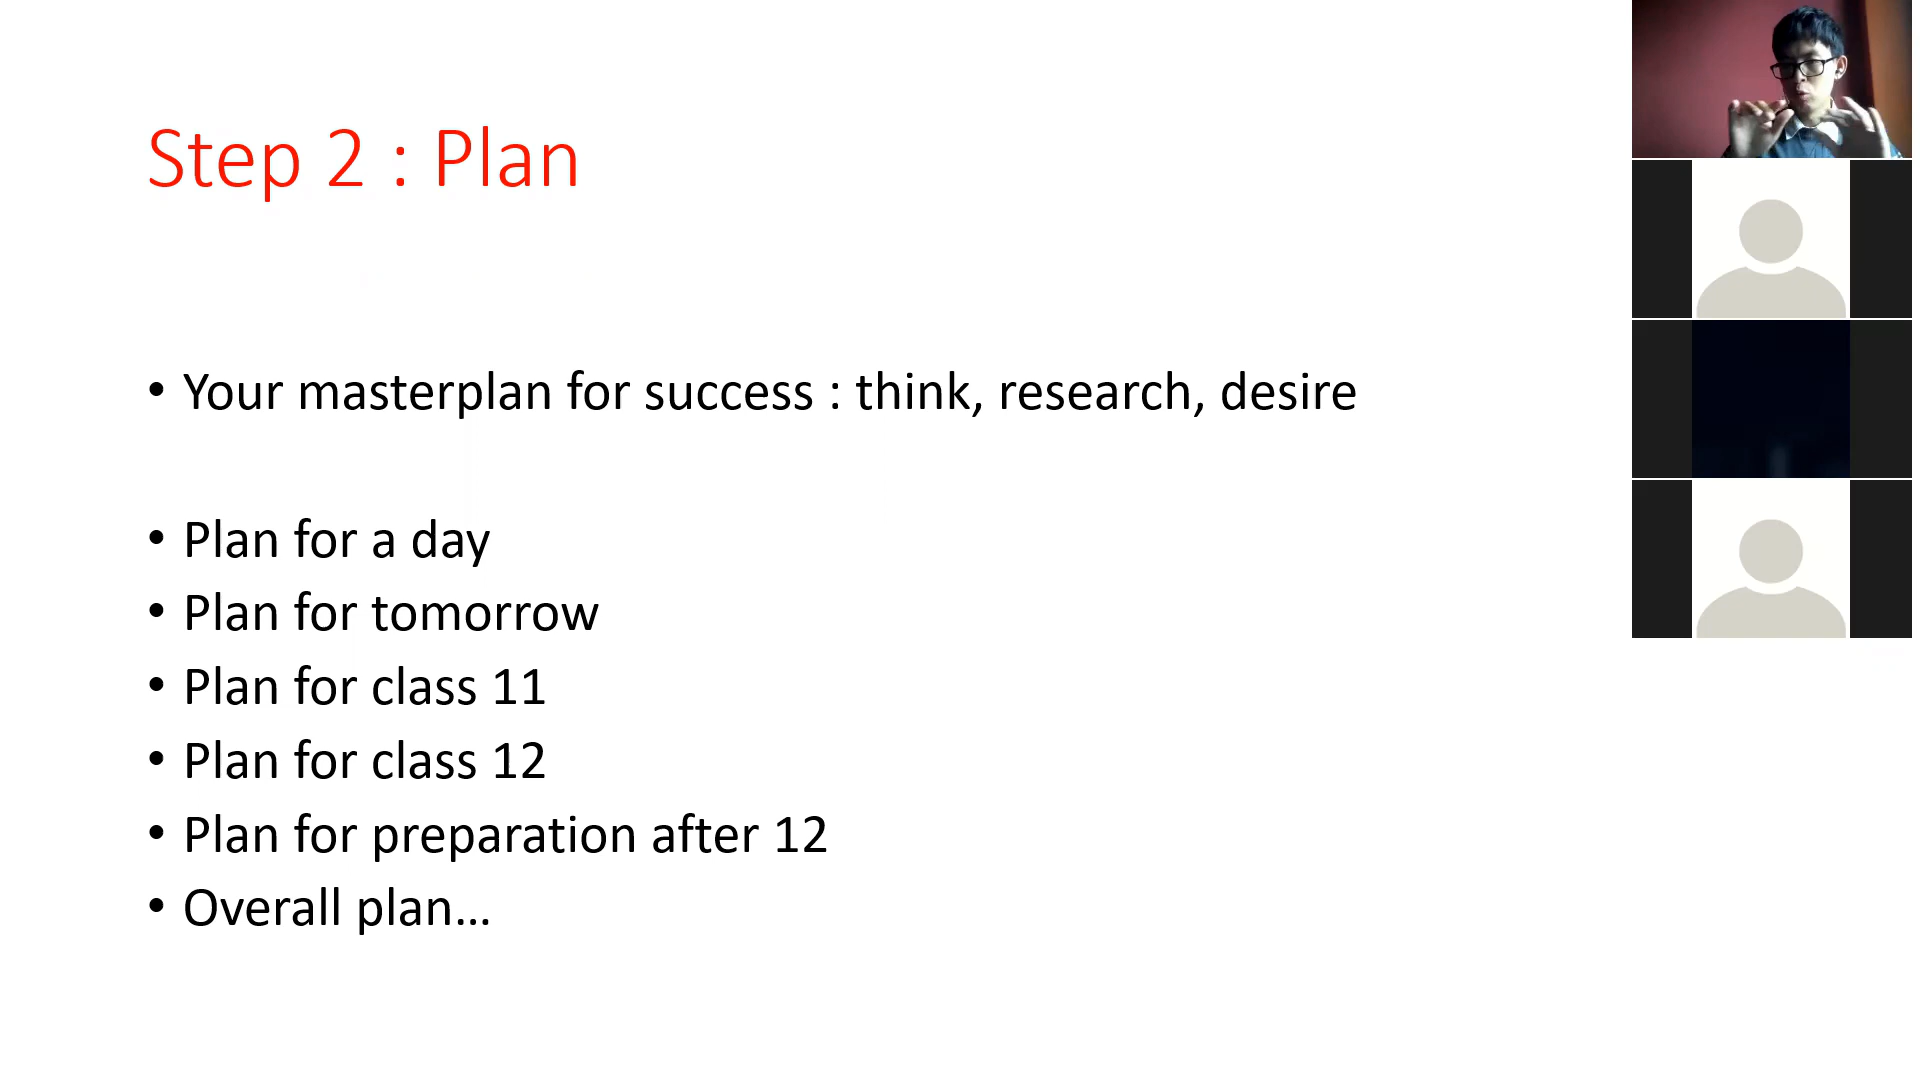 Step 2 : Plan
• Your masterplan for success : think, research, desire
• Plan for a day
• Plan for tomorrow
• Plan for class 11
• Plan for class 12
• Plan for preparation after 12
• Overall plan...